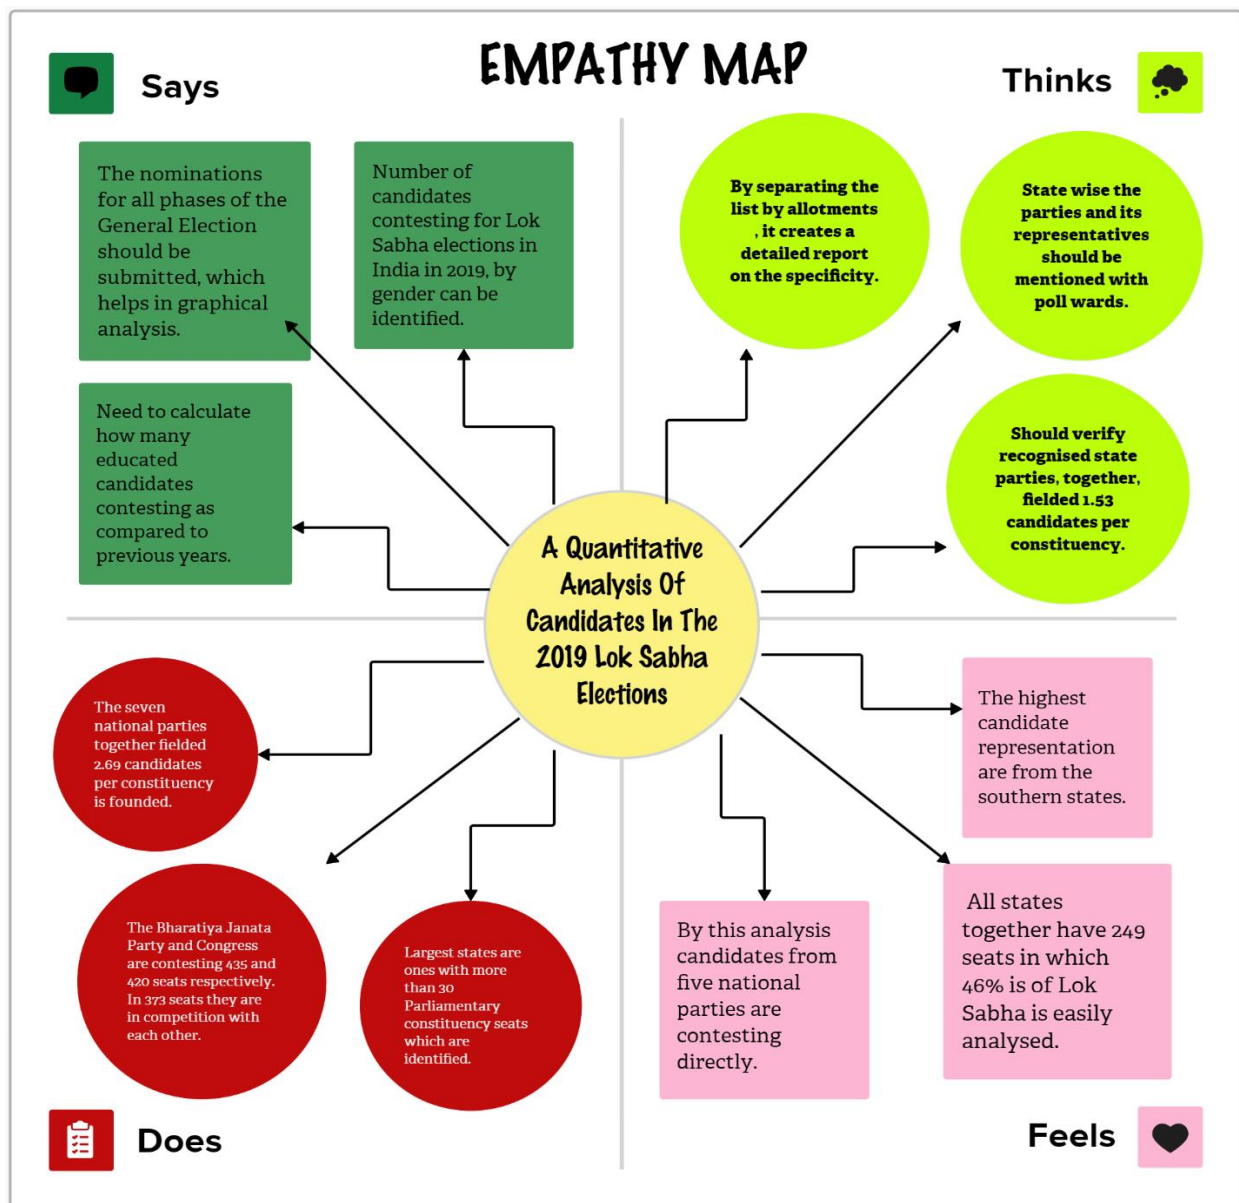 EMPATHY MAP
Says
Thinks
The nominations
for all phases of the
General Election
should be
submitted, which
helps in graphical
analysis.
Number of
candidates
contesting for Lok
Sabha elections in
India in 2019, by
gender can be
identified.
Need to calculate
how many
educated
candidates
contesting as
compared to
previous years.
By separating the
list by allotments
, it creates a
detailed report
on the specificity.
State wise the
parties and its
representatives
should be
mentioned with
poll wards.
Should verify
recognised state
parties, together,
fielded 1.53
candidates per
constituency.
A Quantitative
Analysis Of
Candidates In The
2019 Lok Sabha
Elections
The seven
national parties
together fielded
2.69 candidates
per constituency
is founded.
The Bharatiya Janata
Party and Congress
are contesting 435 and
420 seats respectively.
In 373 seats they are
in competition with
each other.
Largest states are
ones with more
than 30
Parliamentary
constituency seats
which are
identified.
The highest
candidate
representation
are from the
southern states.
By this analysis
candidates from
five national
parties are
contesting
directly.
All states
together have 249
seats in which
46% is of Lok
Sabha is easily
analysed.
Does
Feels